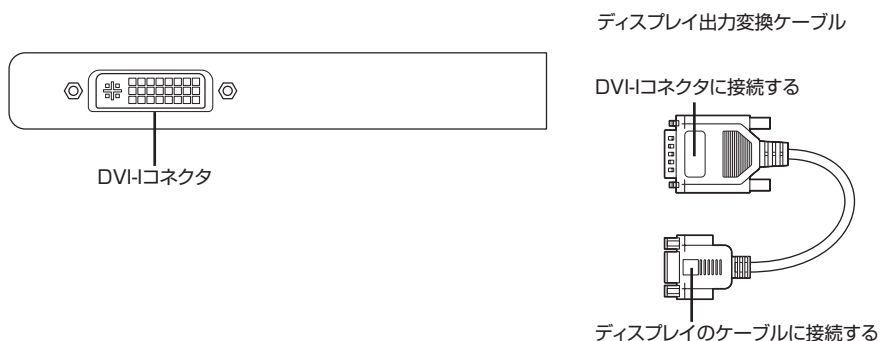 ディスプレイ出力変換ケーブル
DVI-Iコネクタに接続する
DVI-Iコネクタ
ディスプレイのケーブルに接続する